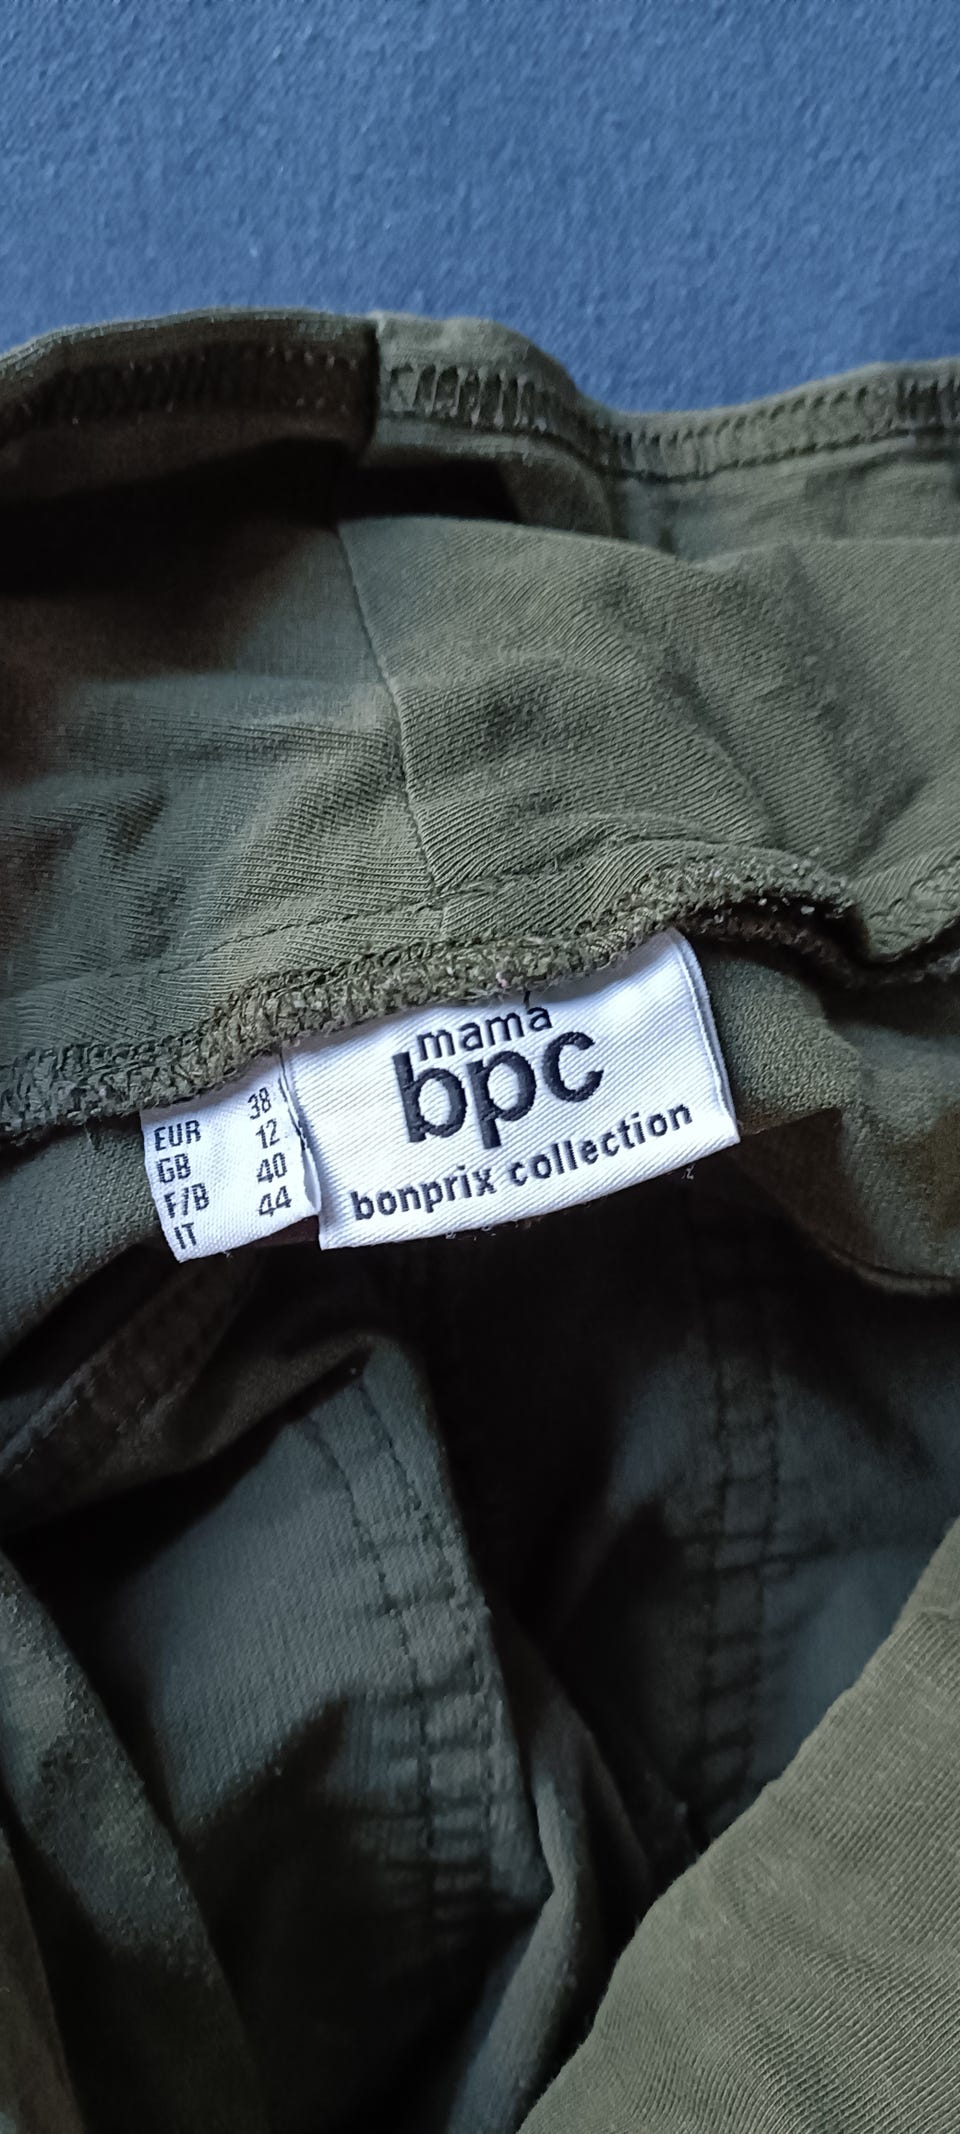 mama
bpc
bonprix collection
EUR 38
GB 12
F/B 40
IT 44